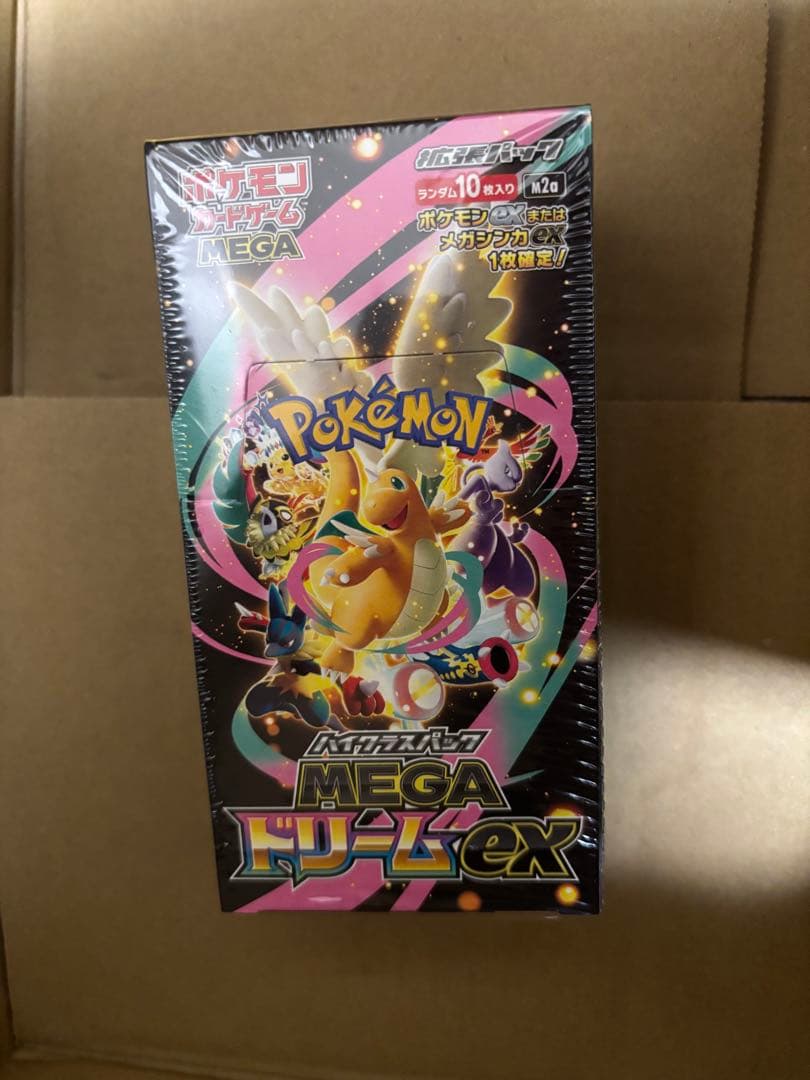 ポケモン
カードゲーム
MEGA
拡張パック
ランダム10枚入り M2a
ポケモンexまたは
メガシンカex
1枚確定!
POKÉMON
TM
ハイクラスパック
MEGA
ドリームex